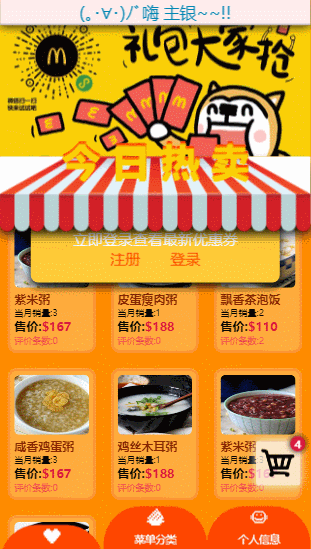 (｡･∀･)ﾉﾞ嗨 主银~~!!
礼包大家抢
微信扫一扫
快来试试吧
今日热卖
立即登录查看最新优惠券
注册 登录
紫米粥 皮蛋瘦肉粥 飘香茶泡饭
当月销量:3 当月销量:1 当月销量:2
售价:$167 售价:$188 售价:$110
评价条数:0 评价条数:0 评价条数:2
咸香鸡蛋粥 鸡丝木耳粥 紫米粥
当月销量:3 当月销量:1 当月销量:3
售价:$167 售价:$188 售价:$167
评价条数:0 评价条数:0 评价条数:0
4
菜单分类 个人信息